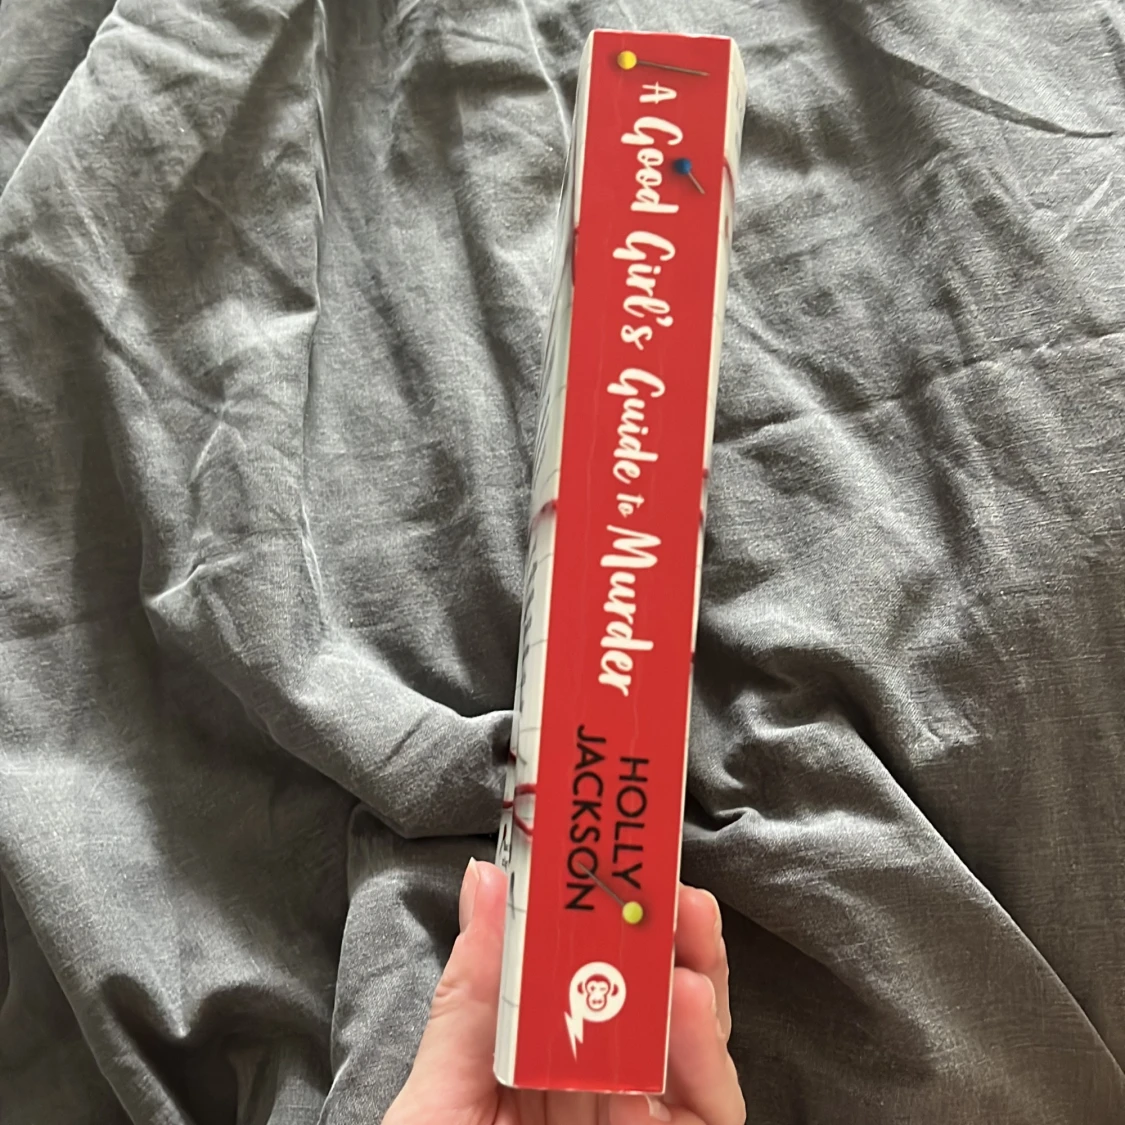 A Good Girl's Guide to Murder
HOLLY
JACKSON